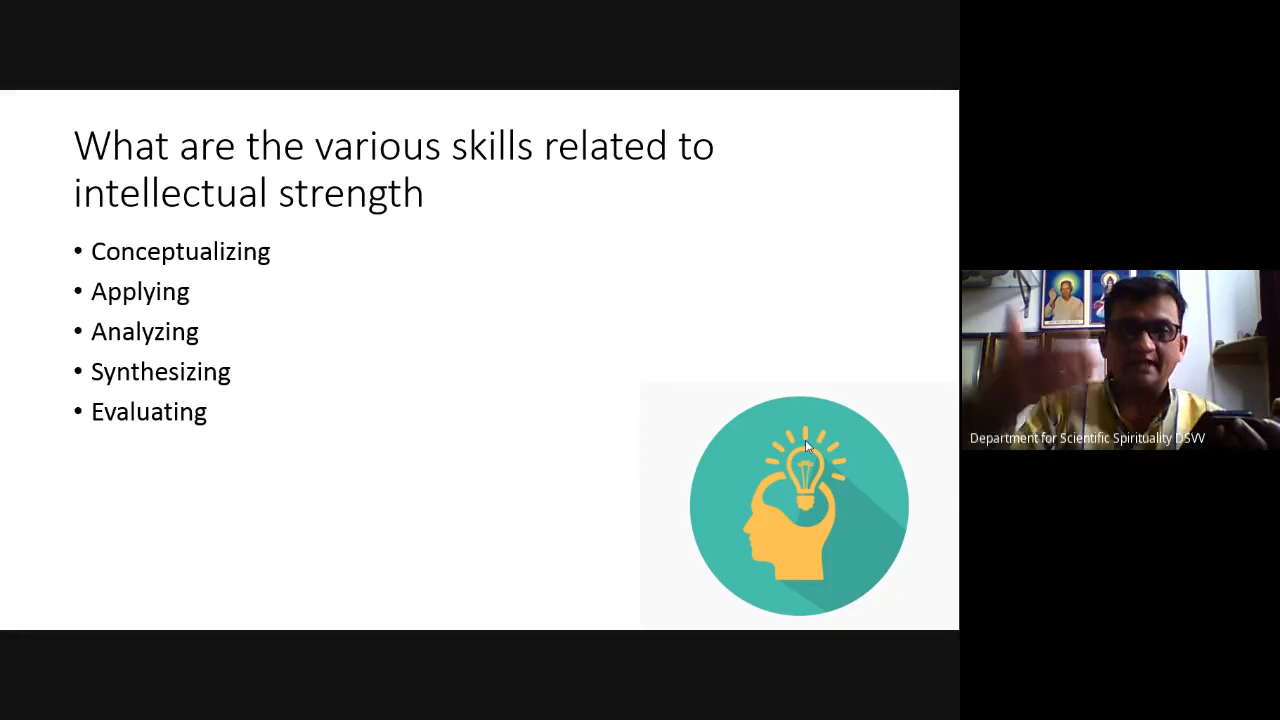 What are the various skills related to
intellectual strength
• Conceptualizing
• Applying
• Analyzing
• Synthesizing
• Evaluating
Department for Scientific Spirituality DSVV